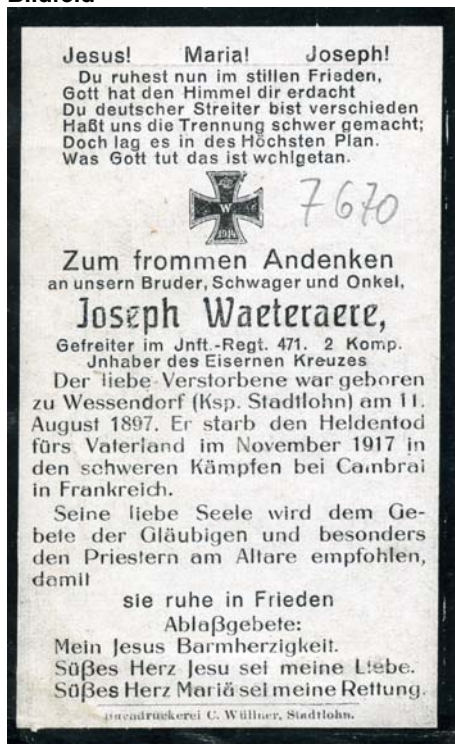 Bildfeld
Jesus! Maria! Joseph!
Du ruhest nun im stillen Frieden,
Gott hat den Himmel dir erdacht
Du deutscher Streiter bist verschieden
Haßt uns die Trennung schwer gemacht;
Doch lag es in des Höchsten Plan.
Was Gott tut das ist wchlgetan.
W
1914
7670
Zum frommen Andenken
an unsern Bruder, Schwager und Onkel,
Joseph Waeteraere,
Gefreiter im Jnft.-Regt. 471. 2 Komp.
Jnhaber des Eisernen Kreuzes
Der liebe Verstorbene war geboren
zu Wessendorf (Ksp. Stadtlohn) am 11.
August 1897. Er starb den Heldentod
fürs Vaterland im November 1917 in
den schweren Kämpfen bei Cambrai
in Frankreich.
Seine liebe Seele wird dem Ge-
bete der Gläubigen und besonders
den Priestern am Altare empfohlen,
damit
sie ruhe in Frieden
Ablaßgebete:
Mein Jesus Barmherzigkeit.
Süßes Herz Jesu sei meine Liebe.
Süßes Herz Mariä sei meine Rettung.
C. Wüllner, Stadtlohn.